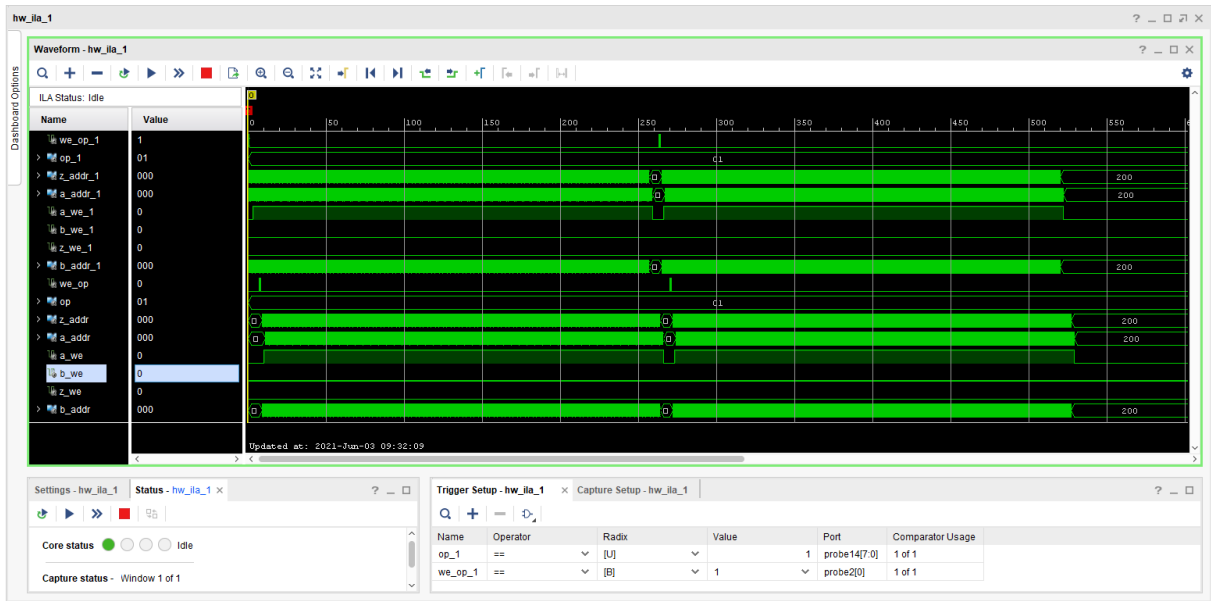 hw_ila_1
Dashboard Options
Waveform - hw_ila_1
ILA Status: Idle
Name Value
0
0 50 100 150 200 250 300 350 400 450 500 550
we_op_1 1
op_1 01 01
z_addr_1 000 200
a_addr_1 000 200
a_we_1 0
b_we_1 0
z_we_1 0
b_addr_1 000 200
we_op 0
op 01 01
z_addr 000 200
a_addr 000 200
a_we 0
b_we 0
z_we 0
b_addr 000 200
Updated at: 2021-Jun-03 09:32:09
Settings - hw_ila_1 Status - hw_ila_1
Core status Idle
Capture status - Window 1 of 1
Trigger Setup - hw_ila_1 Capture Setup - hw_ila_1
Name Operator Radix Value Port Comparator Usage
op_1 == [U] 1 probe14[7:0] 1 of 1
we_op_1 == [B] 1 probe2[0] 1 of 1